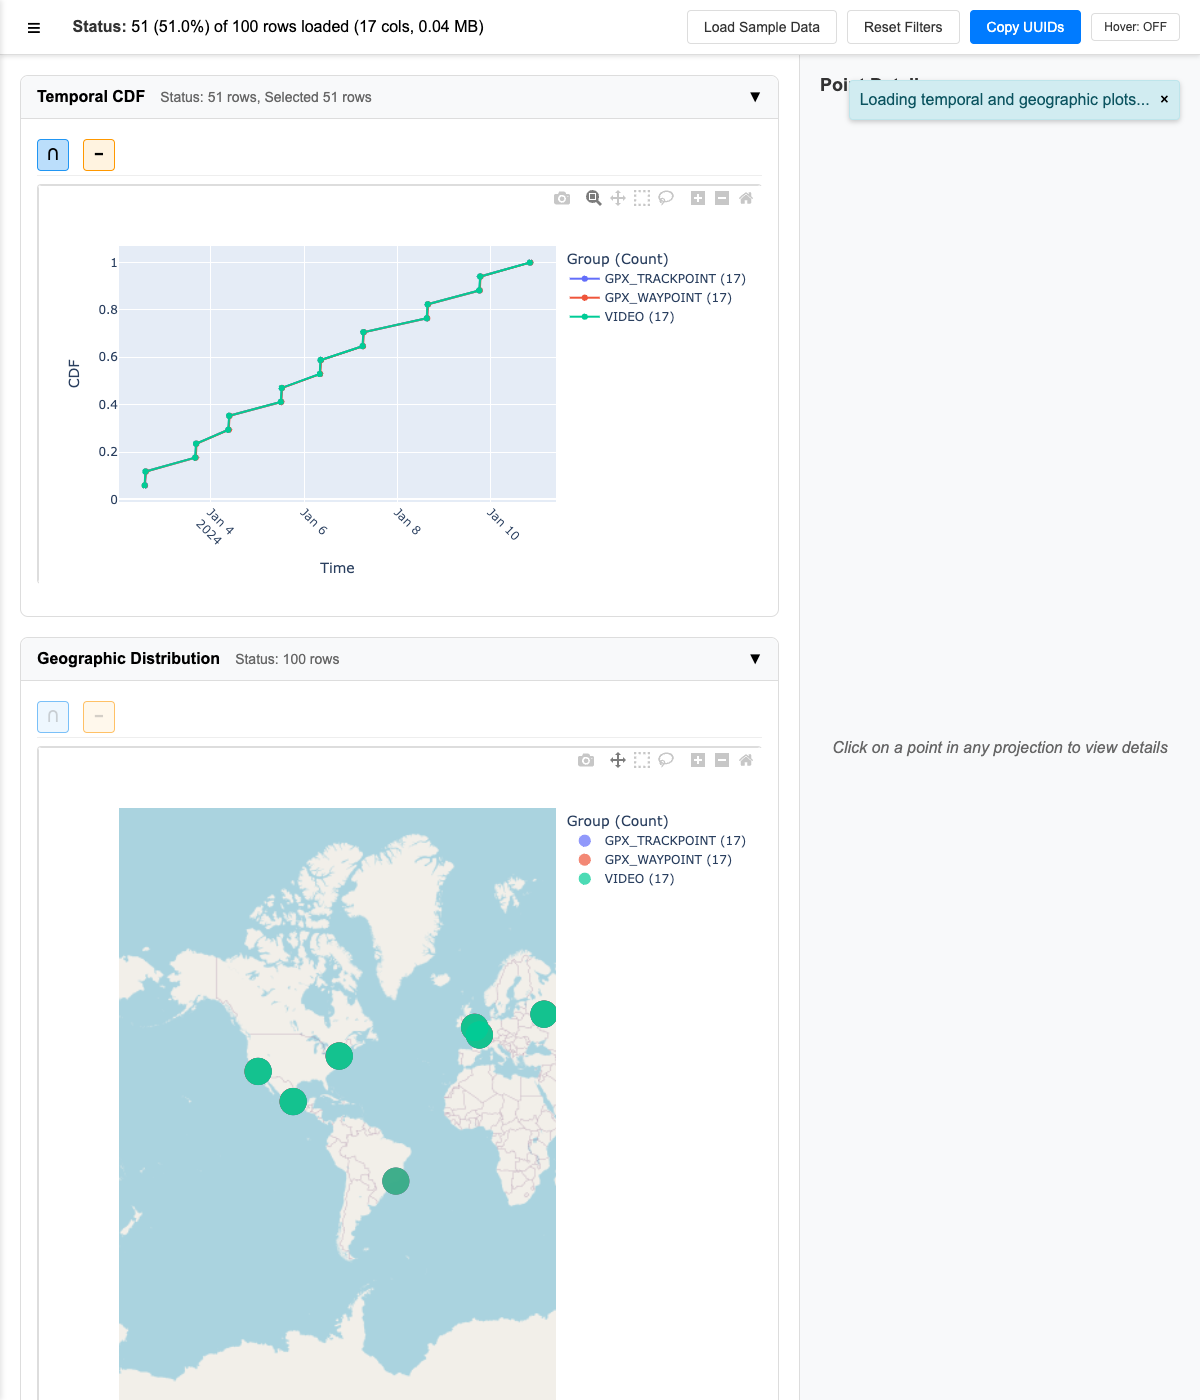 ☰ Status: 51 (51.0%) of 100 rows loaded (17 cols, 0.04 MB) Load Sample Data Reset Filters Copy UUIDs Hover: OFF
Temporal CDF Status: 51 rows, Selected 51 rows ▼
Loading temporal and geographic plots... ×
∩ −
Group (Count)
GPX_TRACKPOINT (17)
GPX_WAYPOINT (17)
VIDEO (17)
1
0.8
0.6
0.4
0.2
0
CDF
Jan 4
2024
Jan 6
Jan 8
Jan 10
Time
Geographic Distribution Status: 100 rows ▼
∩ −
Click on a point in any projection to view details
Group (Count)
GPX_TRACKPOINT (17)
GPX_WAYPOINT (17)
VIDEO (17)